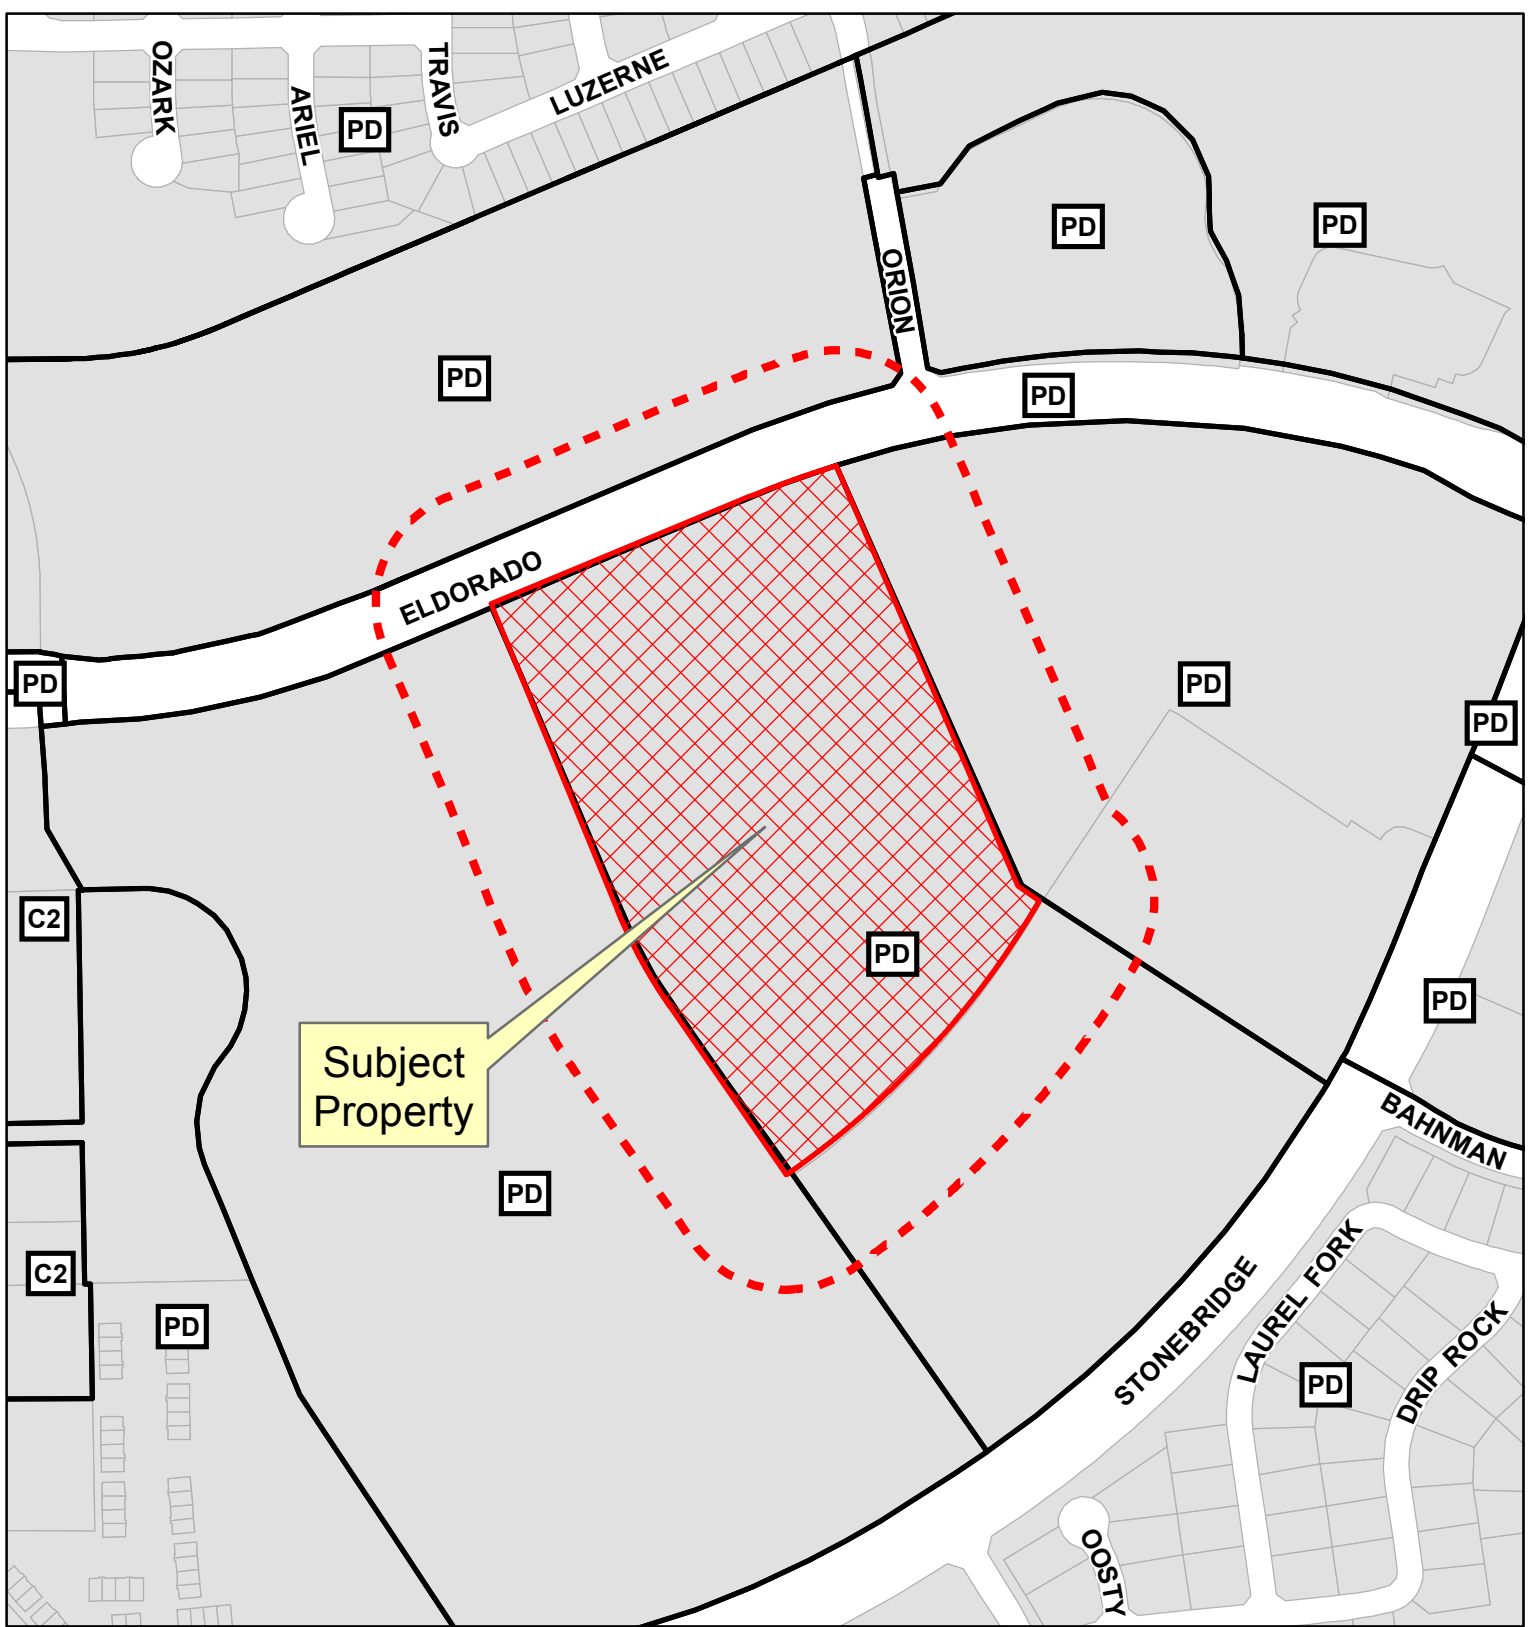 OZARK
ARIEL
TRAVIS
LUZERNE
PD
PD
PD
ORION
PD
PD
ELDORADO
PD
PD
PD
C2
PD
PD
Subject
Property
BAHNMAN
PD
C2
PD
STONEBRIDGE
LAUREL FORK
PD
DRIP ROCK
OOSTY